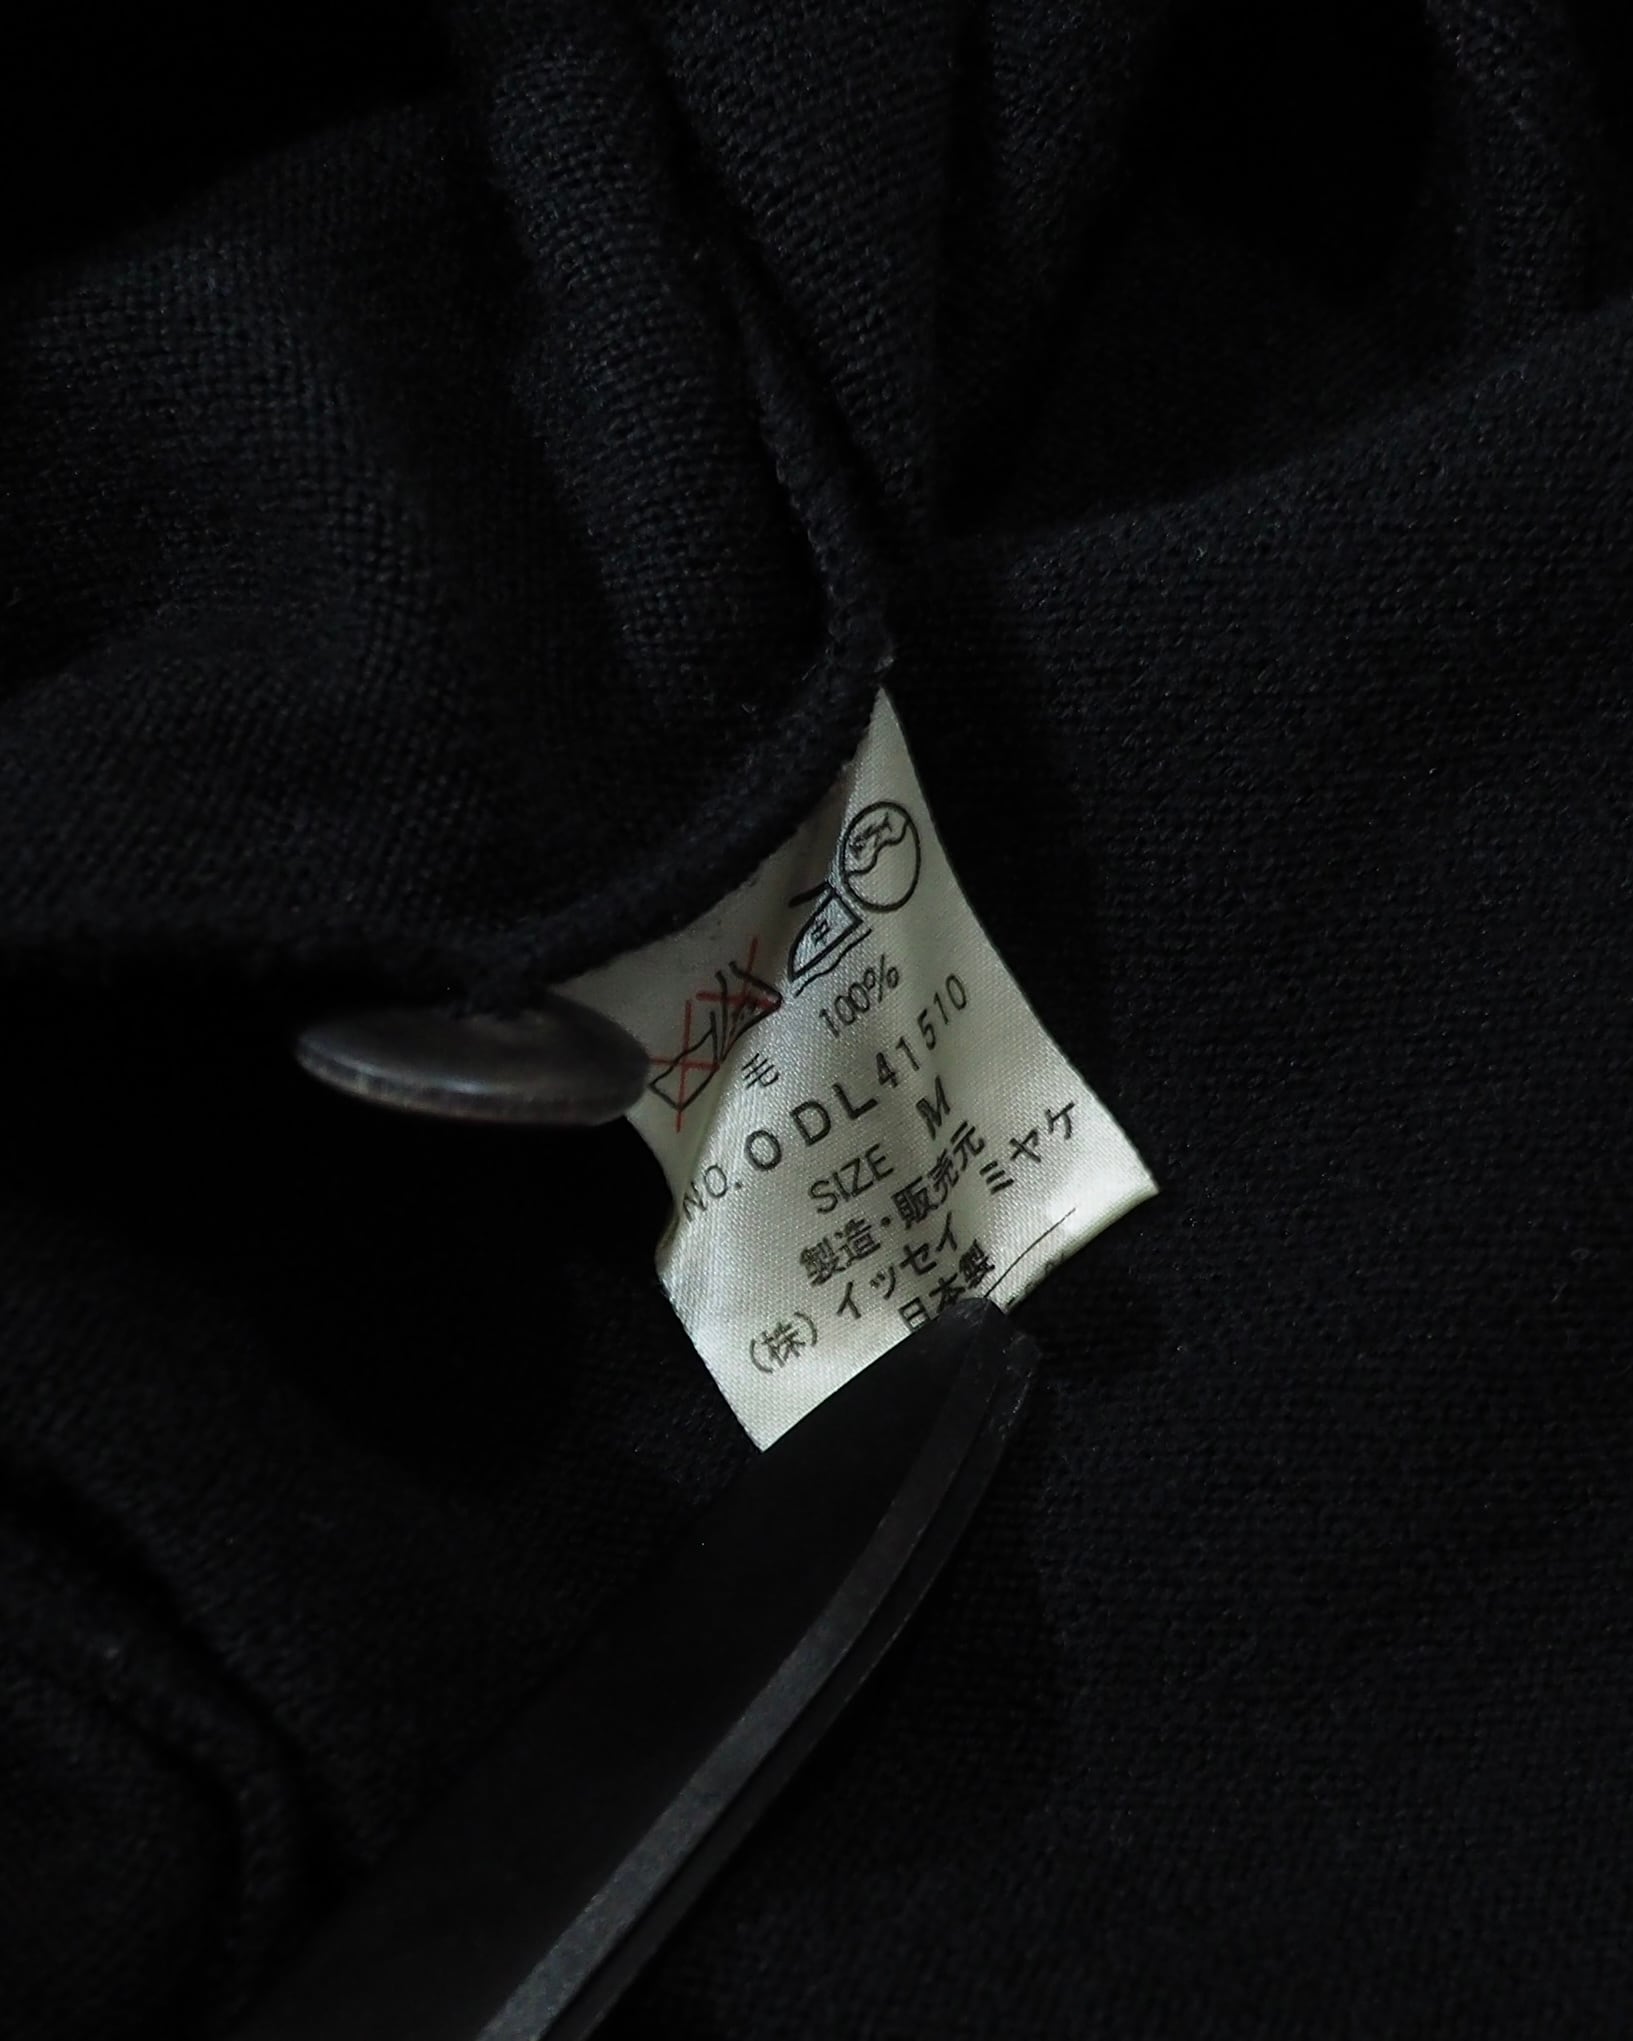 毛 100%
NO. ODL41510
SIZE M
製造・販売元
(株) イッセイ ミヤケ
日本製